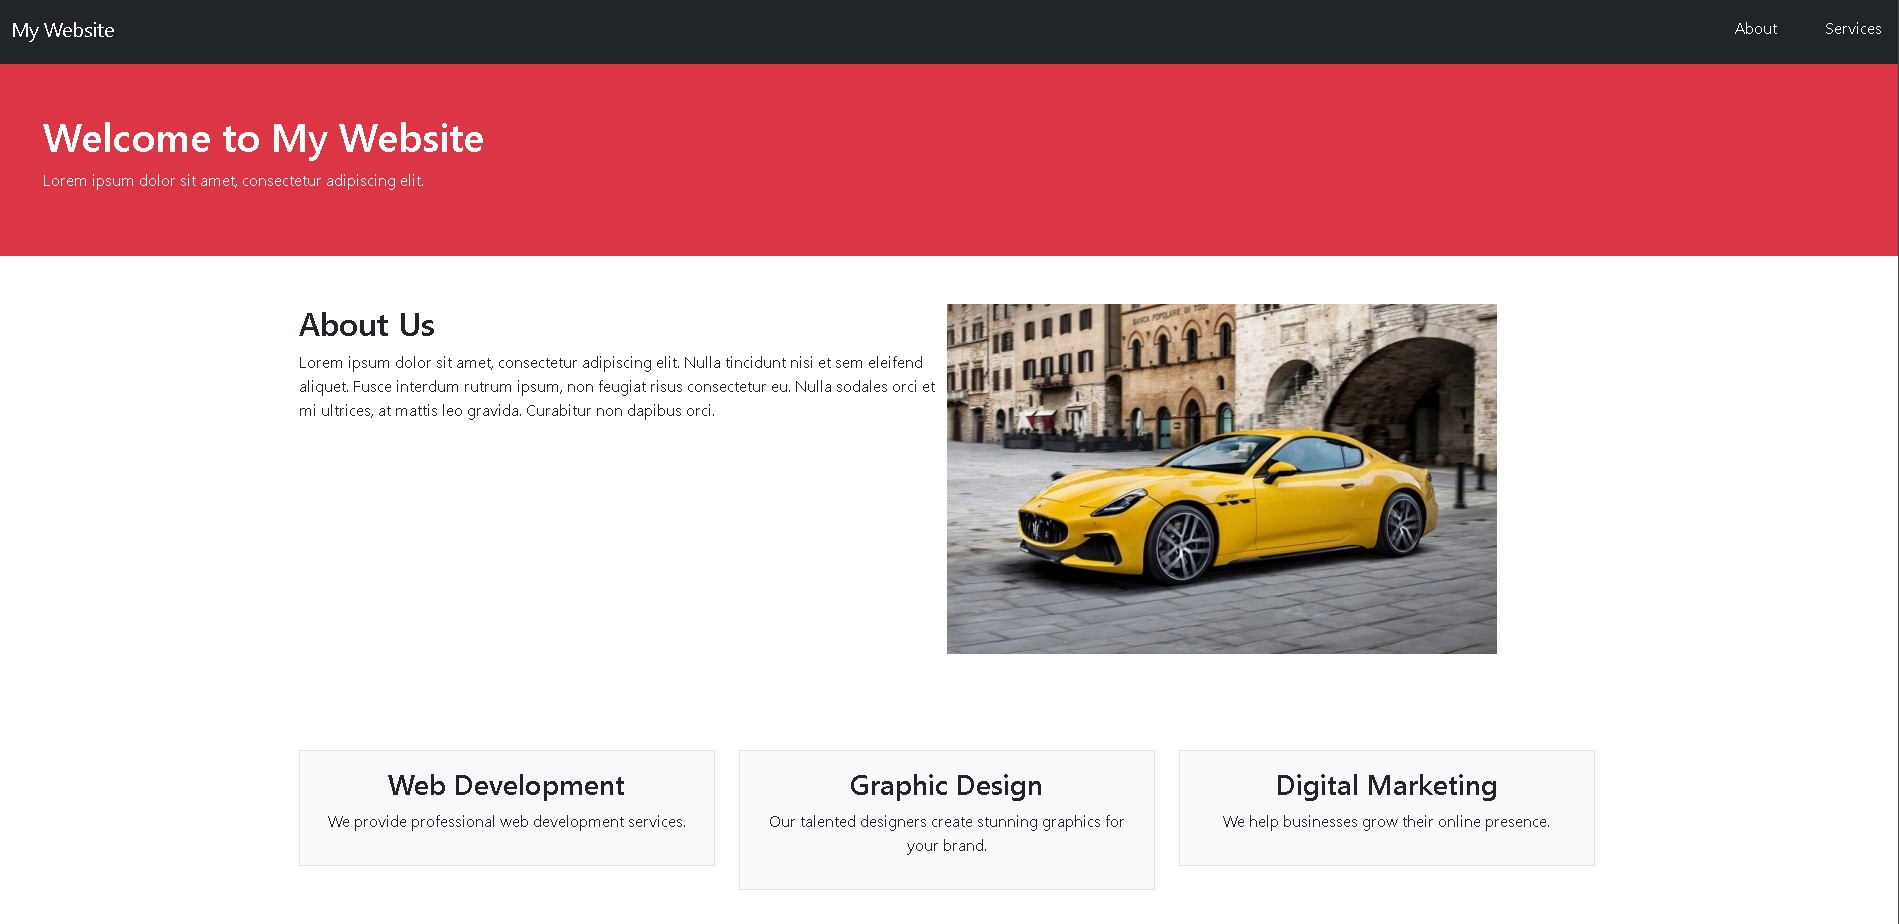 My Website
About
Services
Welcome to My Website
Lorem ipsum dolor sit amet, consectetur adipiscing elit.
About Us
Lorem ipsum dolor sit amet, consectetur adipiscing elit. Nulla tincidunt nisi et sem eleifend
aliquet. Fusce interdum rutrum ipsum, non feugiat risus consectetur eu. Nulla sodales orci et
mi ultrices, at mattis leo gravida. Curabitur non dapibus orci.
BANCA POPOLARE DI
Web Development
We provide professional web development services.
Graphic Design
Our talented designers create stunning graphics for
your brand.
Digital Marketing
We help businesses grow their online presence.